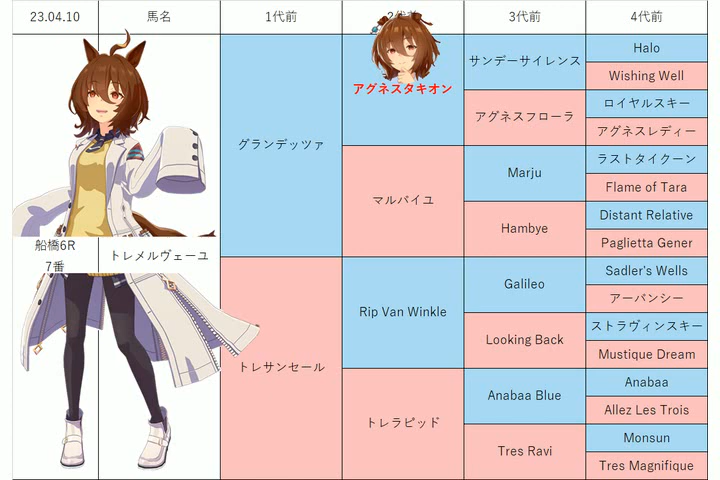 23.04.10 馬名 1代前 2代前 3代前 4代前
船橋6R
7番
トレメルヴェーユ
グランデッツァ
トレサンセール
アグネスタキオン
マルバイユ
Rip Van Winkle
トレラピッド
サンデーサイレンス
アグネスフローラ
Marju
Hambye
Galileo
Looking Back
Anabaa Blue
Tres Ravi
Halo
Wishing Well
ロイヤルスキー
アグネスレディー
ラストタイクーン
Flame of Tara
Distant Relative
Paglietta Gener
Sadler's Wells
アーバンシー
ストラヴィンスキー
Mustique Dream
Anabaa
Allez Les Trois
Monsun
Tres Magnifique